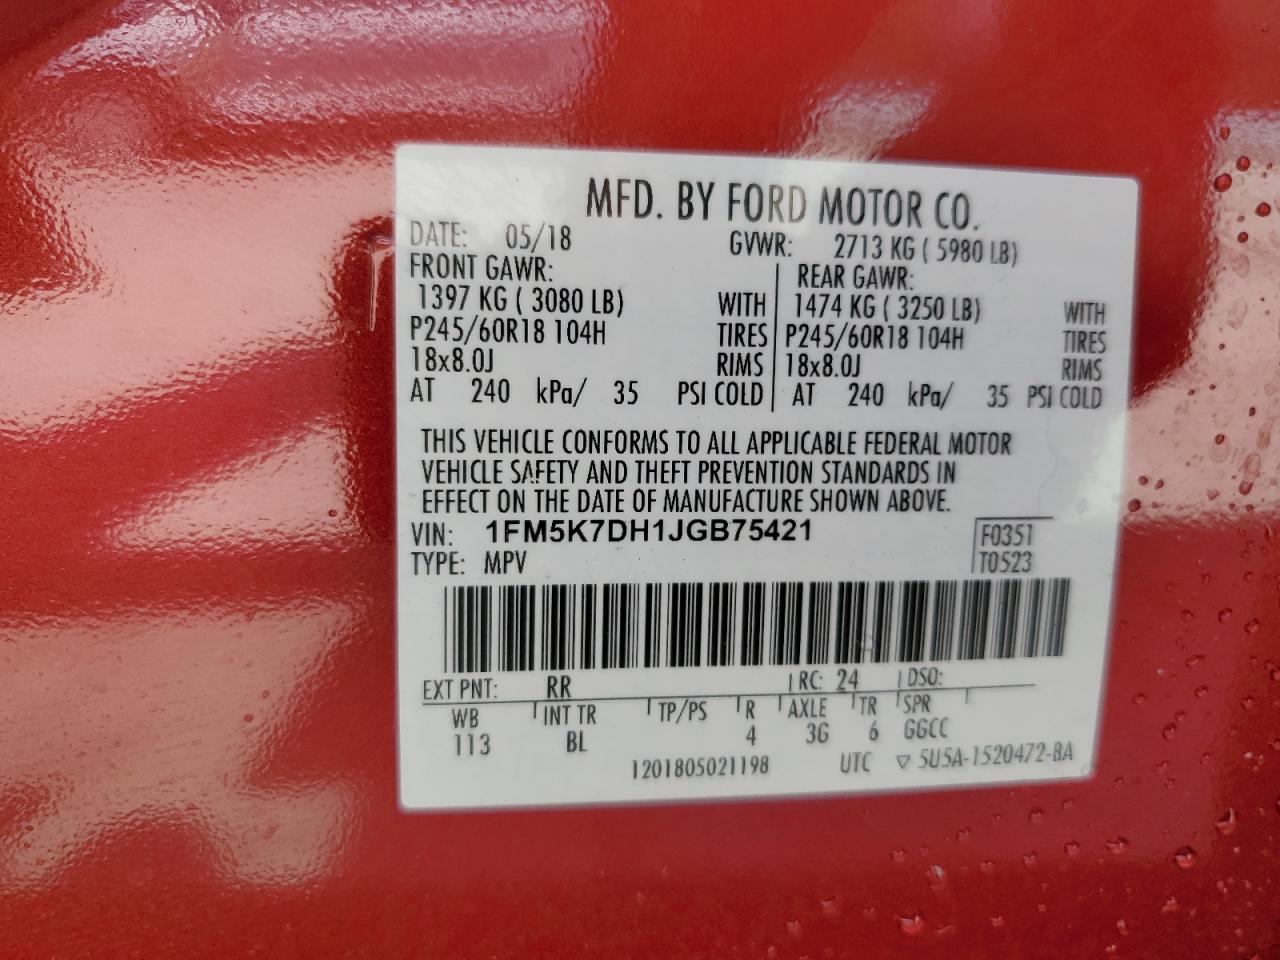 MFD. BY FORD MOTOR CO.
DATE: 05/18 GVWR: 2713 KG ( 5980 LB)
FRONT GAWR: REAR GAWR:
1397 KG ( 3080 LB) WITH 1474 KG ( 3250 LB) WITH
P245/60R18 104H TIRES P245/60R18 104H TIRES
18x8.0J RIMS 18x8.0J RIMS
AT 240 kPa/ 35 PSI COLD AT 240 kPa/ 35 PSI COLD
THIS VEHICLE CONFORMS TO ALL APPLICABLE FEDERAL MOTOR
VEHICLE SAFETY AND THEFT PREVENTION STANDARDS IN
EFFECT ON THE DATE OF MANUFACTURE SHOWN ABOVE.
VIN: 1FM5K7DH1JGB75421 F0351
TYPE: MPV T0523
EXT PNT: RR RC: 24 DSO:
WB INT TR TP/PS R AXLE TR SPR
113 BL 4 3G 6 GGCC
1201805021198 UTC ▽ 5U5A-1520472-BA